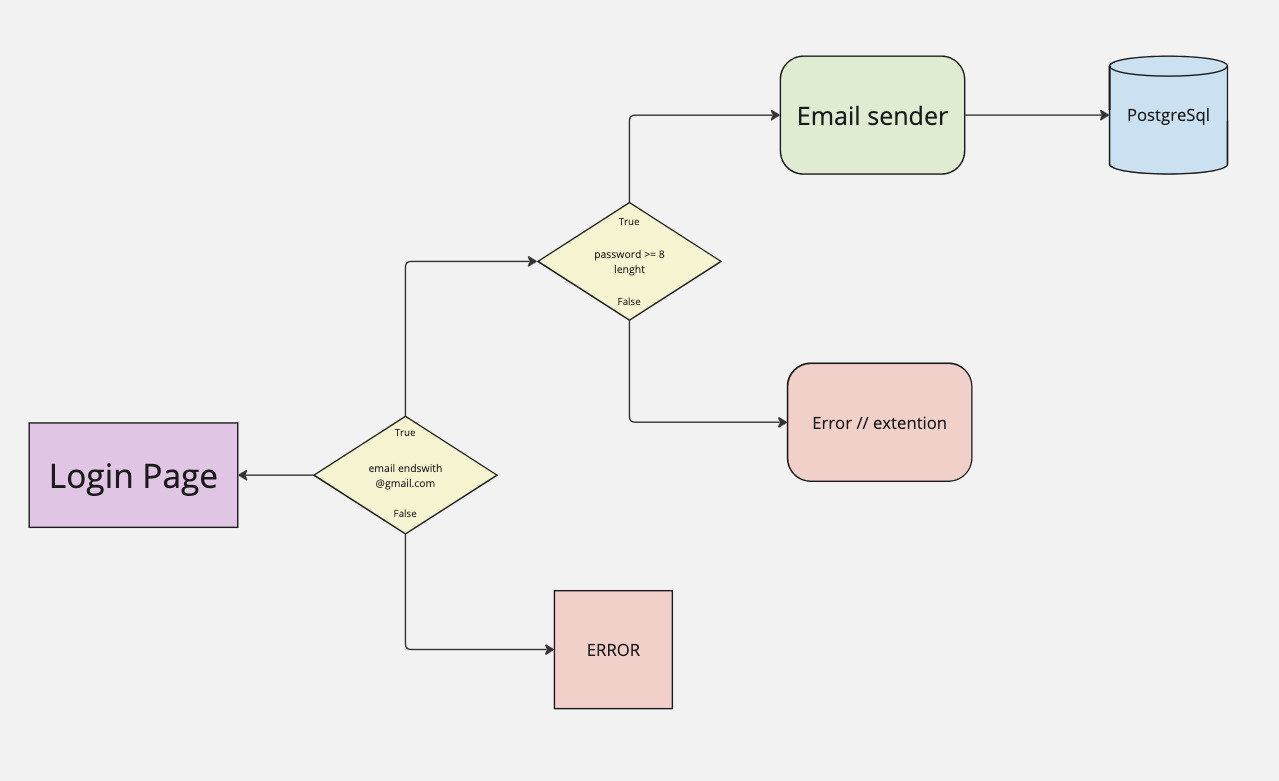 Email sender
PostgreSql
True
password >= 8
lenght
False
Error // extention
True
Login Page
email endswith
@gmail.com
False
ERROR